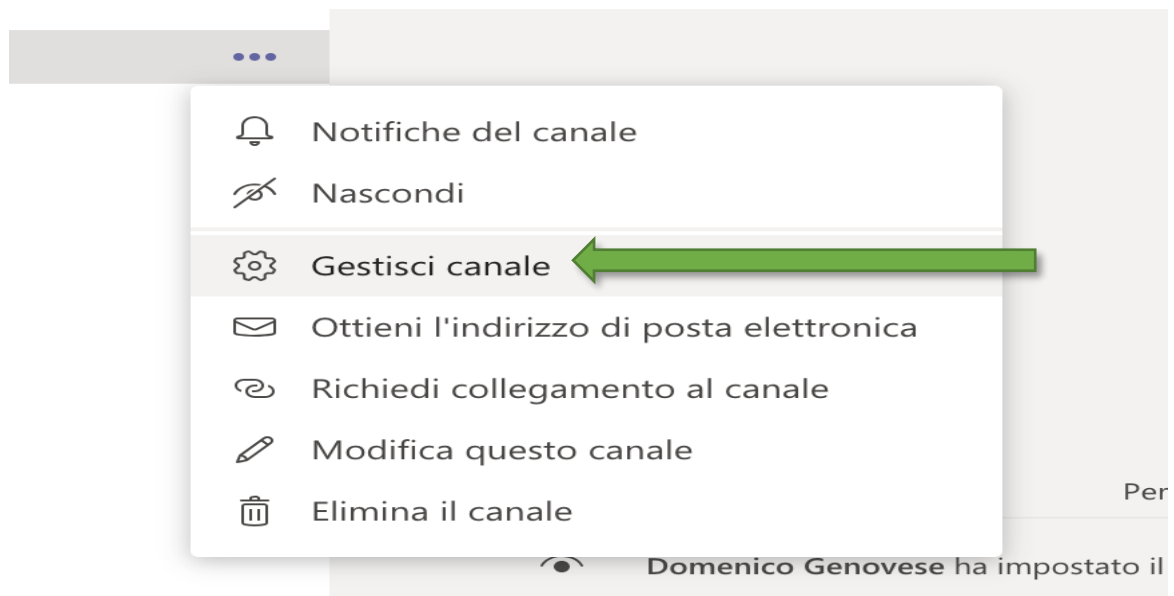 Notifiche del canale
Nascondi
Gestisci canale
Ottieni l'indirizzo di posta elettronica
Richiedi collegamento al canale
Modifica questo canale
Elimina il canale
Per
Domenico Genovese ha impostato il